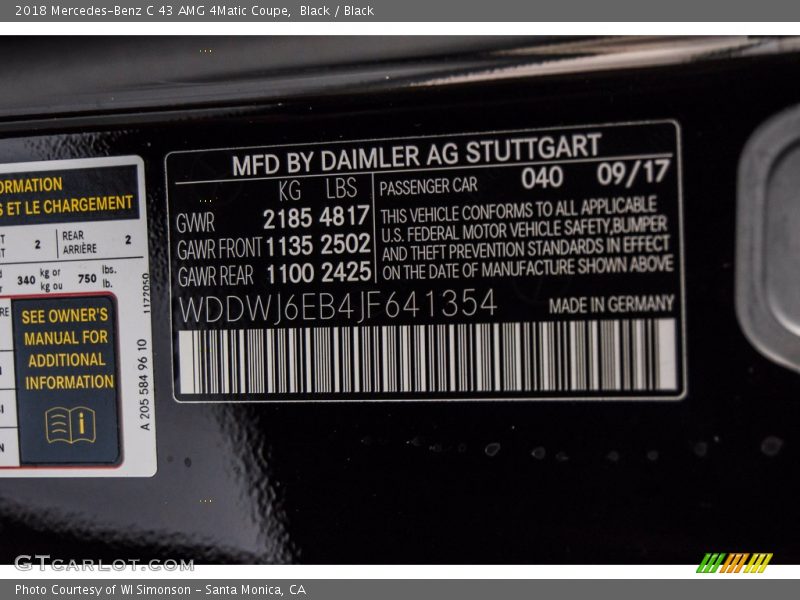 2018 Mercedes-Benz C 43 AMG 4Matic Coupe, Black / Black
MFD BY DAIMLER AG STUTTGART
KG LBS
GWR 2185 4817
GAWR FRONT 1135 2502
GAWR REAR 1100 2425
PASSENGER CAR 040 09/17
THIS VEHICLE CONFORMS TO ALL APPLICABLE
U.S. FEDERAL MOTOR VEHICLE SAFETY, BUMPER
AND THEFT PREVENTION STANDARDS IN EFFECT
ON THE DATE OF MANUFACTURE SHOWN ABOVE
WDDWJ6EB4JF641354 MADE IN GERMANY
ET LE CHARGEMENT
2 REAR 2
ARRIÈRE
340 kg or 750 lbs.
kg ou lb.
SEE OWNER'S
MANUAL FOR
ADDITIONAL
INFORMATION
i
1172050
A 205 584 96 10
GTCARLOT.COM
Photo Courtesy of WI Simonson - Santa Monica, CA